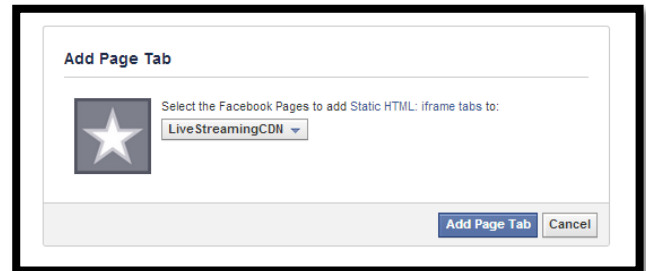 Add Page Tab
Select the Facebook Pages to add Static HTML: iframe tabs to:
LiveStreamingCDN
Add Page Tab Cancel